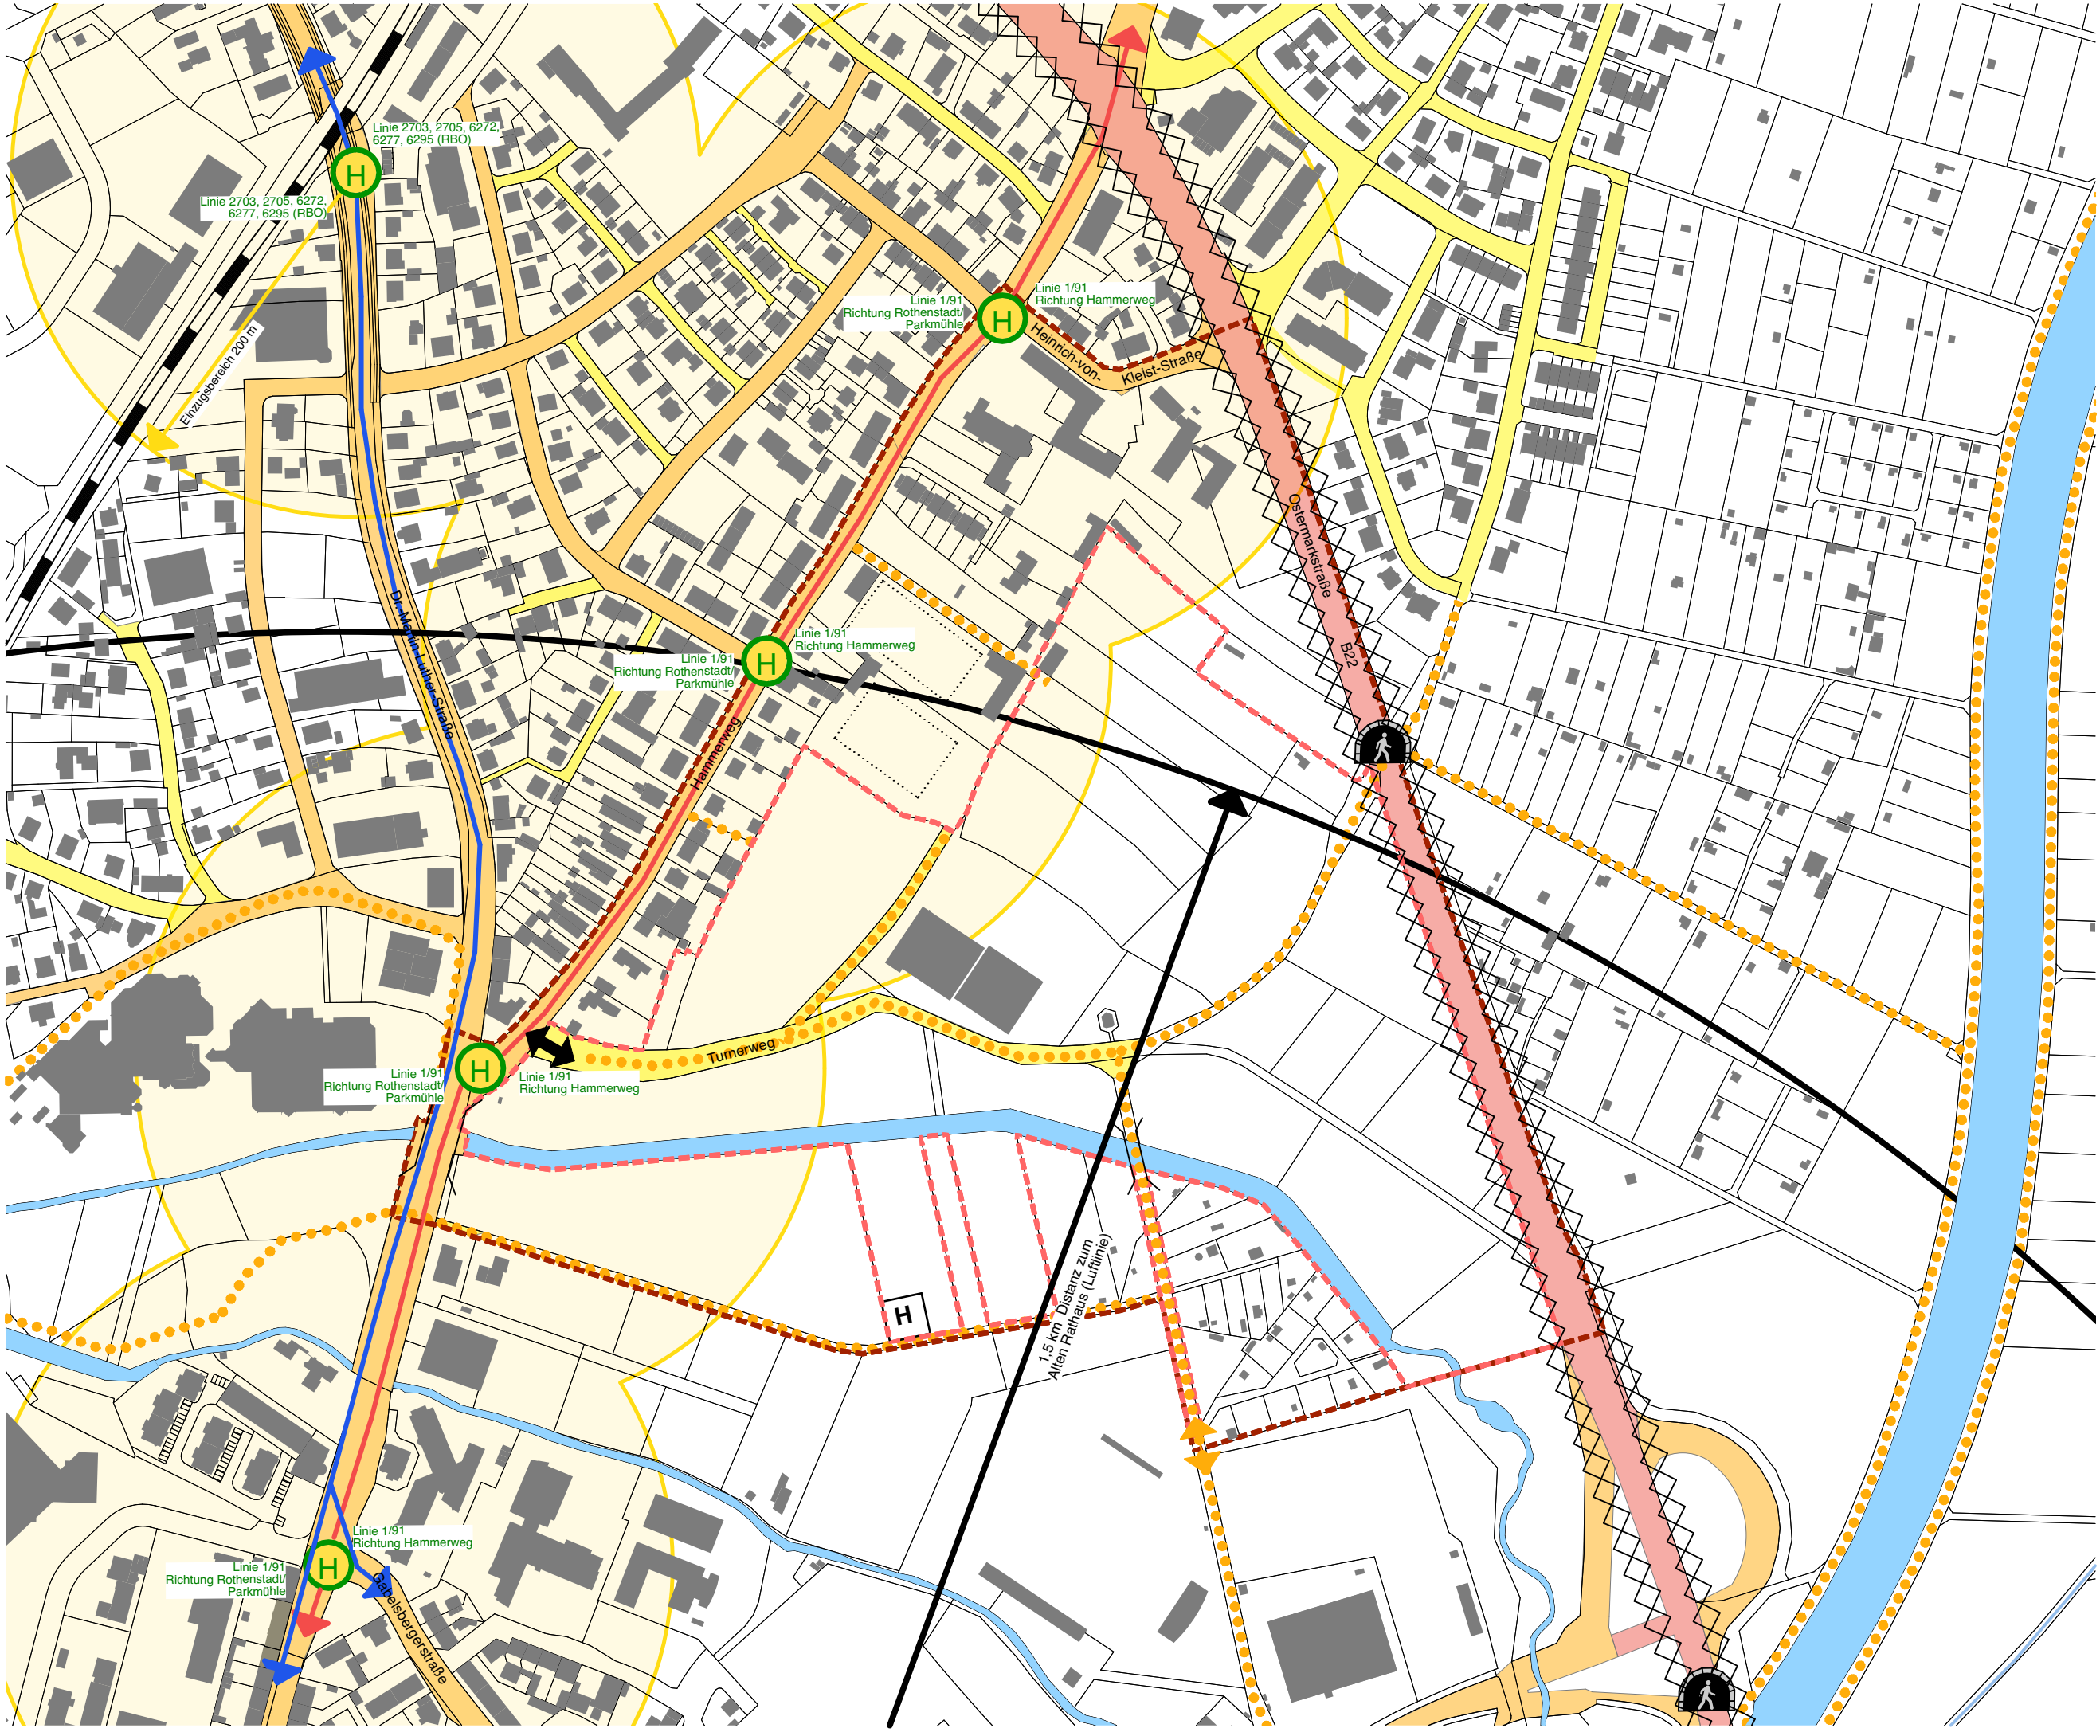 Linie 2703, 2705, 6272,
6277, 6295 (RBO)
H
Linie 2703, 2705, 6272,
6277, 6295 (RBO)
Einzugsbereich 200 m
Linie 1/91
Richtung Hammerweg
Linie 1/91
Richtung Rothenstadt/
Parkmühle
H
Heinrich-von-
Kleist-Straße
Ostermarkstraße
B22
Dr.-Martin-Luther-Straße
Linie 1/91
Richtung Hammerweg
Linie 1/91
Richtung Rothenstadt/
Parkmühle
H
Hammerweg
Turnerweg
H
Linie 1/91
Richtung Rothenstadt/
Parkmühle
Linie 1/91
Richtung Hammerweg
1,5 km Distanz zum
Alten Rathaus (Luftlinie)
H
Linie 1/91
Richtung Hammerweg
H
Linie 1/91
Richtung Rothenstadt/
Parkmühle
Gabelsbergerstraße